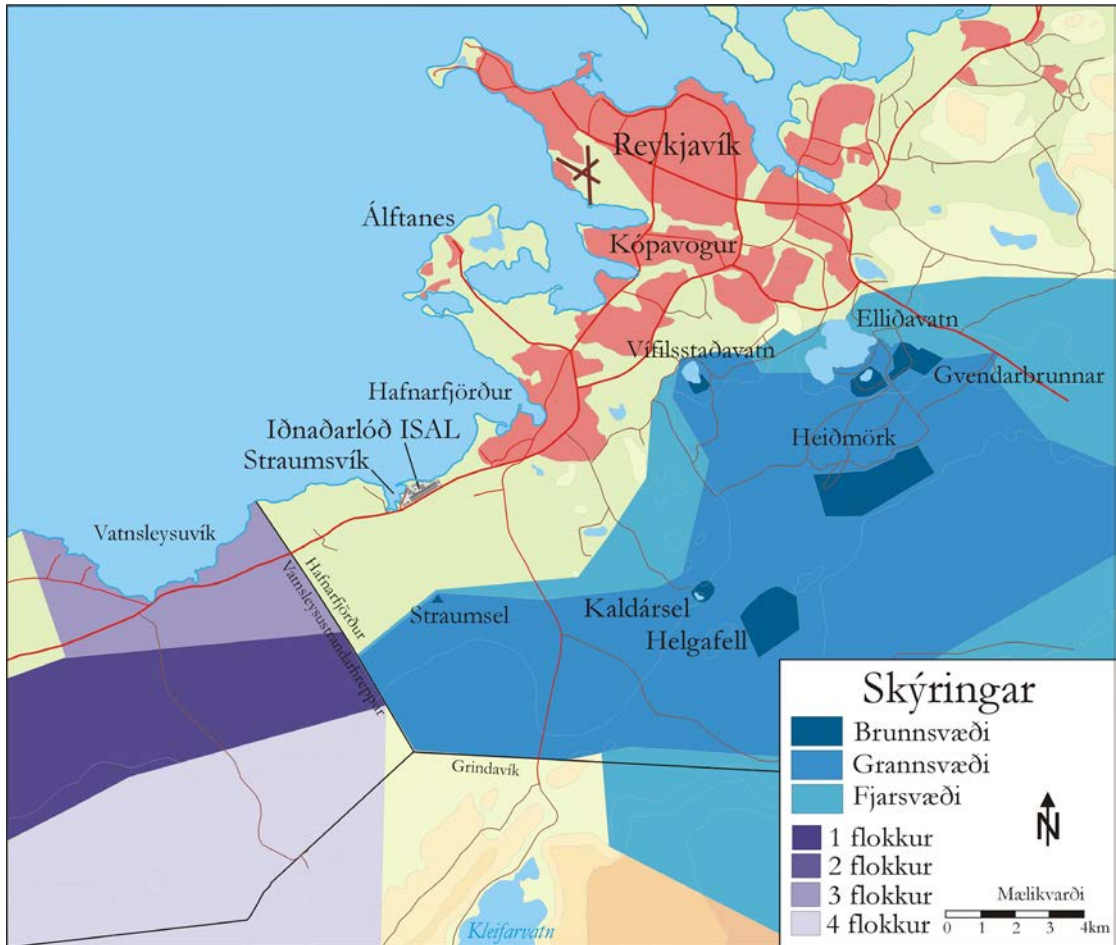 Reykjavík
Álftanes
Kópavogur
Elliðavatn
Vífilsstaðavatn
Gvendarbrunnar
Hafnarfjörður
Iðnaðarlóð ISAL
Straumsvík
Heiðmörk
Vatnsleysuvík
Hafnarfjörður
Vatnsleysustrandarhreppur
Straumsel
Kaldársel
Helgafell
Grindavík
Kleifarvatn
Skýringar
Brunnsvæði
Grannsvæði
Fjarsvæði
1 flokkur
2 flokkur
3 flokkur
4 flokkur
N
Mælikvarði
0 1 2 3 4km